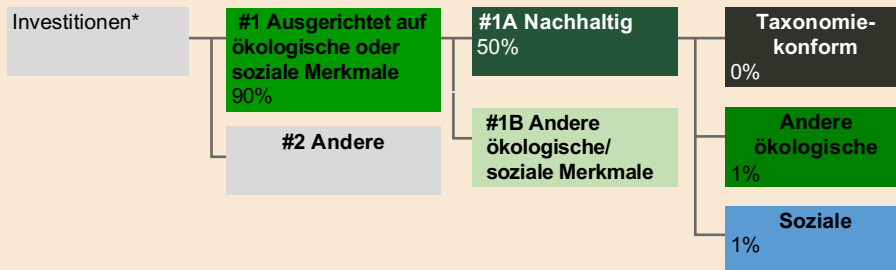 Investitionen*
#1 Ausgerichtet auf
ökologische oder
soziale Merkmale
90%
#2 Andere
#1A Nachhaltig
50%
#1B Andere
ökologische/
soziale Merkmale
Taxonomie-
konform
0%
Andere
ökologische
1%
Soziale
1%